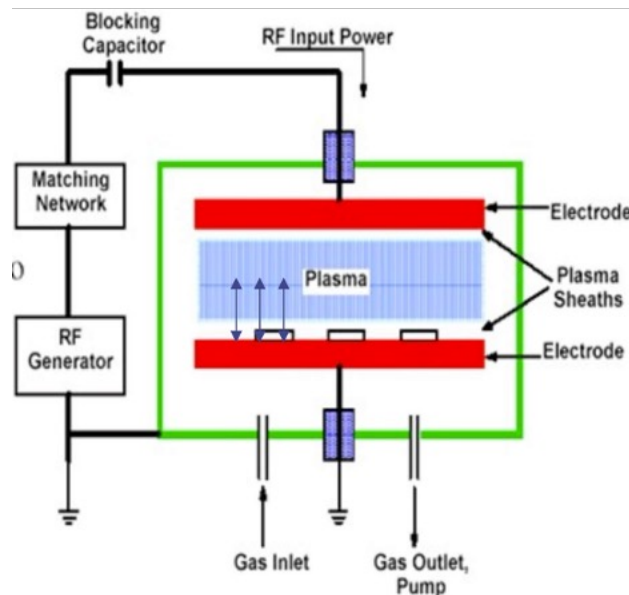 Blocking
Capacitor
RF Input Power
Matching
Network
Electrode
Plasma
Plasma
Sheaths
RF
Generator
Electrode
Gas Inlet
Gas Outlet,
Pump